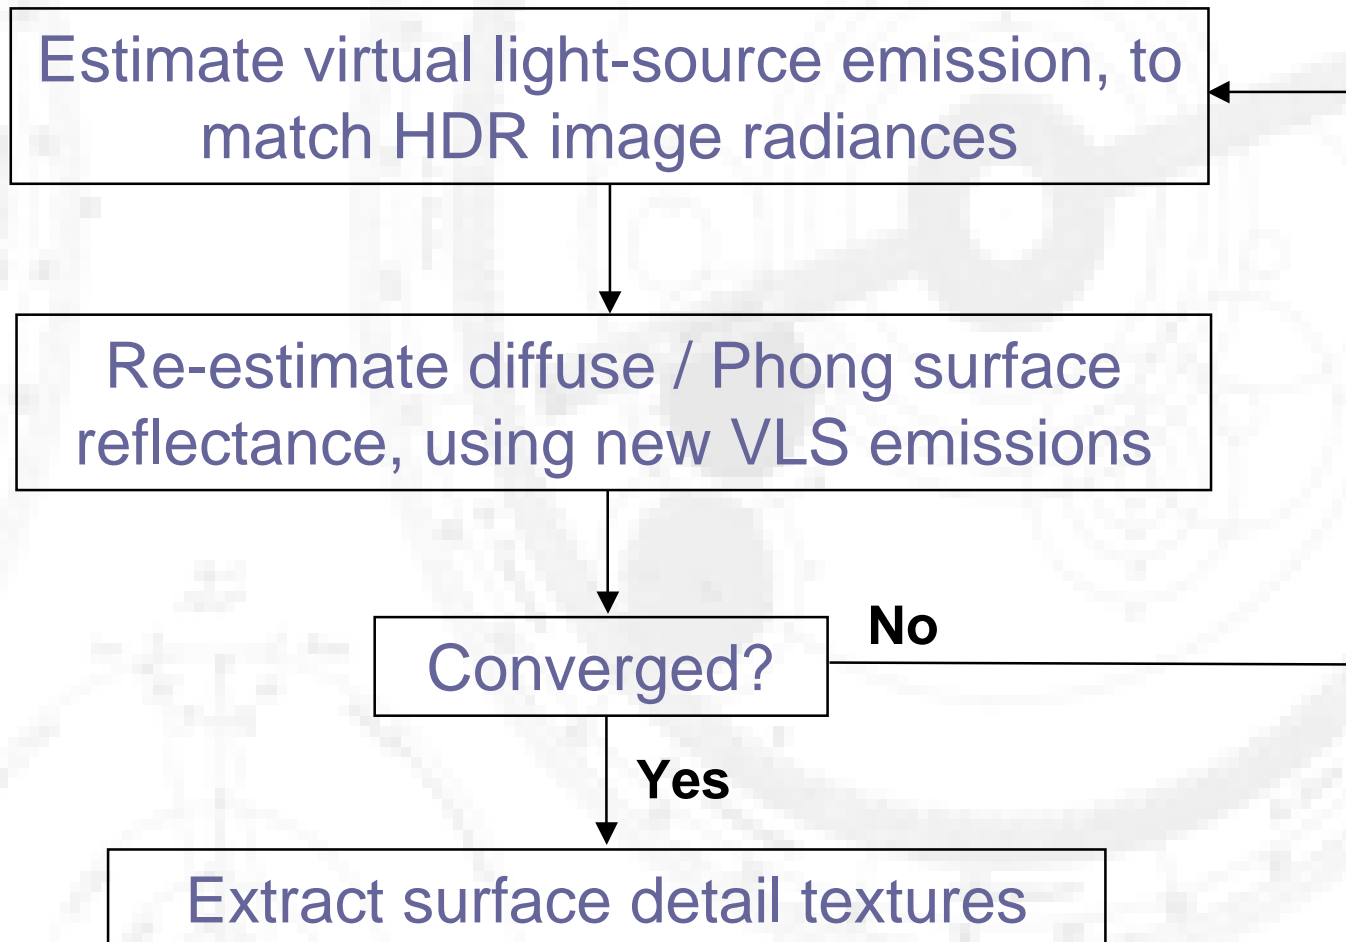 Estimate virtual light-source emission, to
match HDR image radiances
Re-estimate diffuse / Phong surface
reflectance, using new VLS emissions
Converged?
No
Yes
Extract surface detail textures